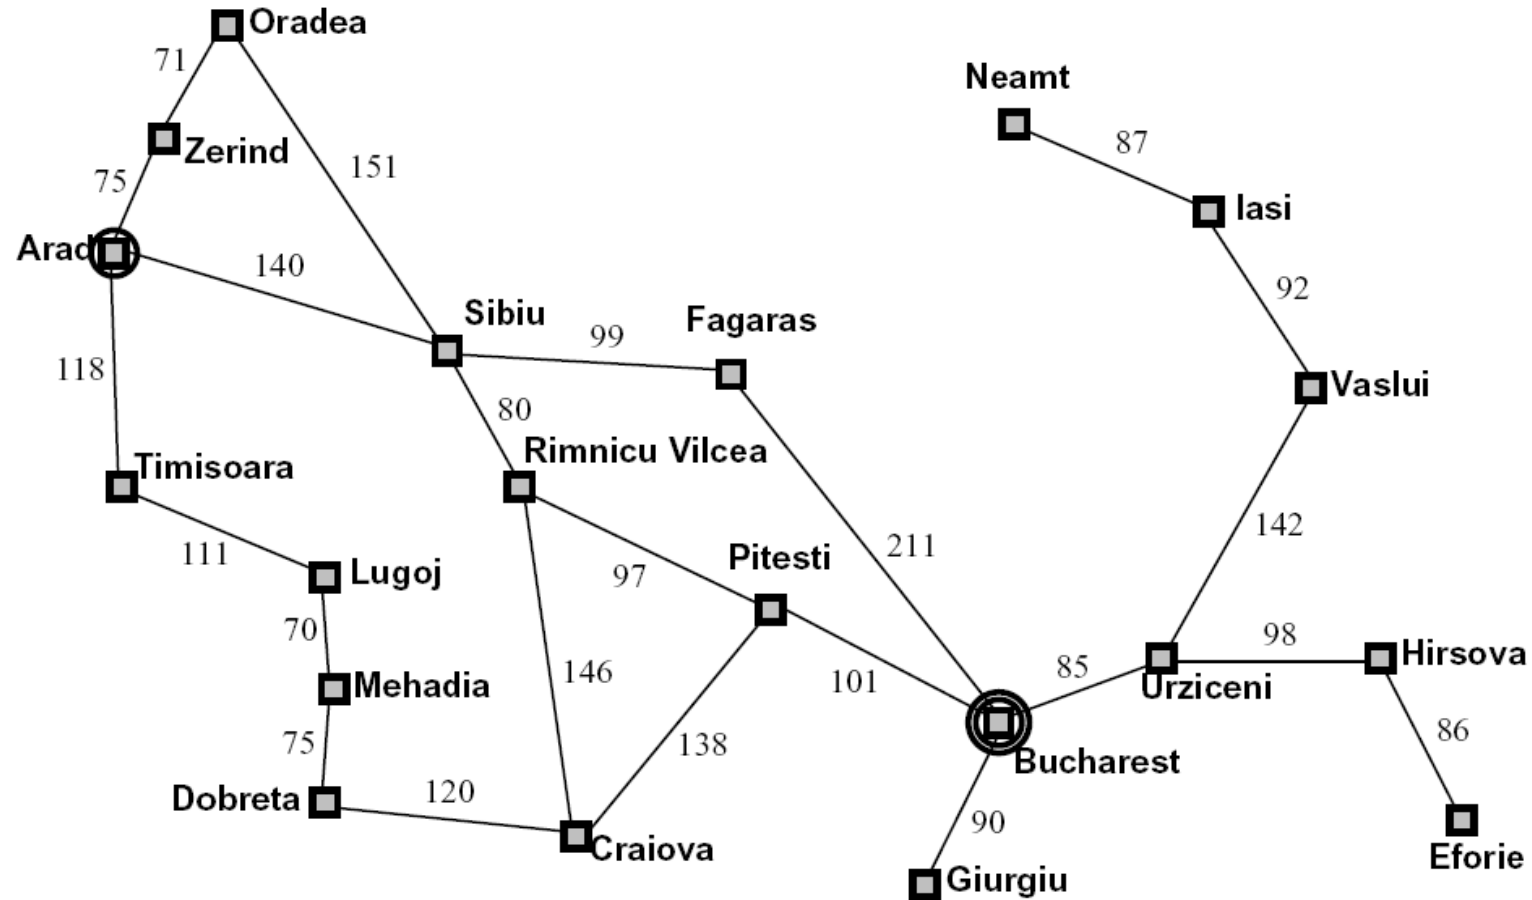 Oradea
71
Neamt
87
Zerind
151
75
Iasi
Arad
140
92
Sibiu
Fagaras
99
118
Vaslui
80
Rimnicu Vilcea
Timisoara
142
211
111
Pitesti
Lugoj
97
70
98
Hirsova
85
146
101
Urziceni
Mehadia
86
75
138
Bucharest
Dobreta
120
90
Craiova
Eforie
Giurgiu